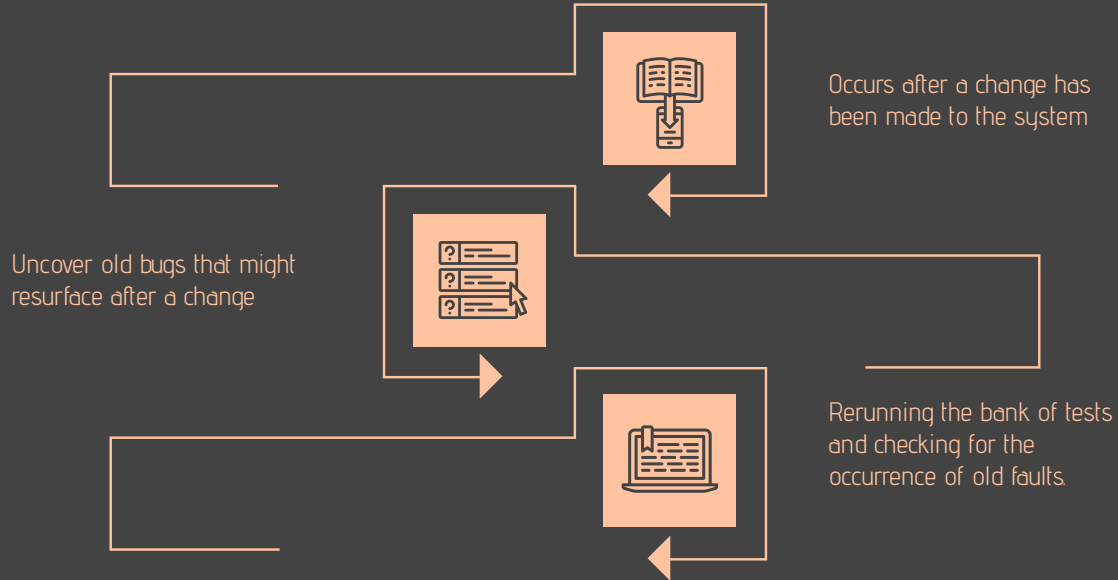 Occurs after a change has
been made to the system
Uncover old bugs that might
resurface after a change
Rerunning the bank of tests
and checking for the
occurrence of old faults.